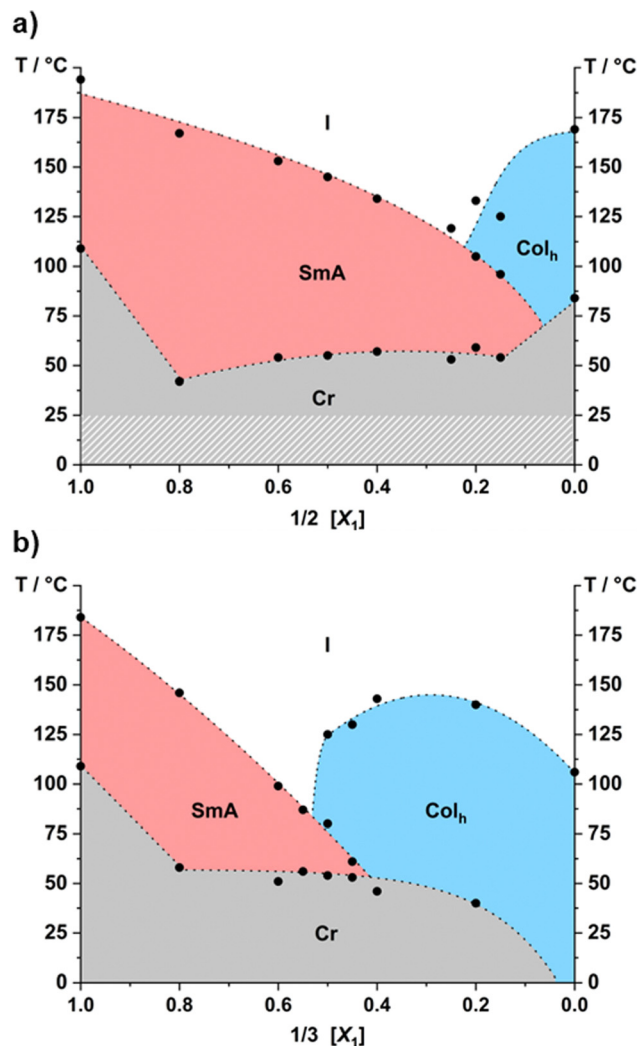 a)
T / °C T / °C
175 I 175
150 150
125 125
Colh
100 SmA 100
75 75
50 50
Cr
25 25
0 0
1.0 0.8 0.6 0.4 0.2 0.0
1/2 [X1]
b)
T / °C T / °C
175 175
I
150 150
125 125
100 100
SmA Colh
75 75
50 50
25 Cr 25
0 0
1.0 0.8 0.6 0.4 0.2 0.0
1/3 [X1]